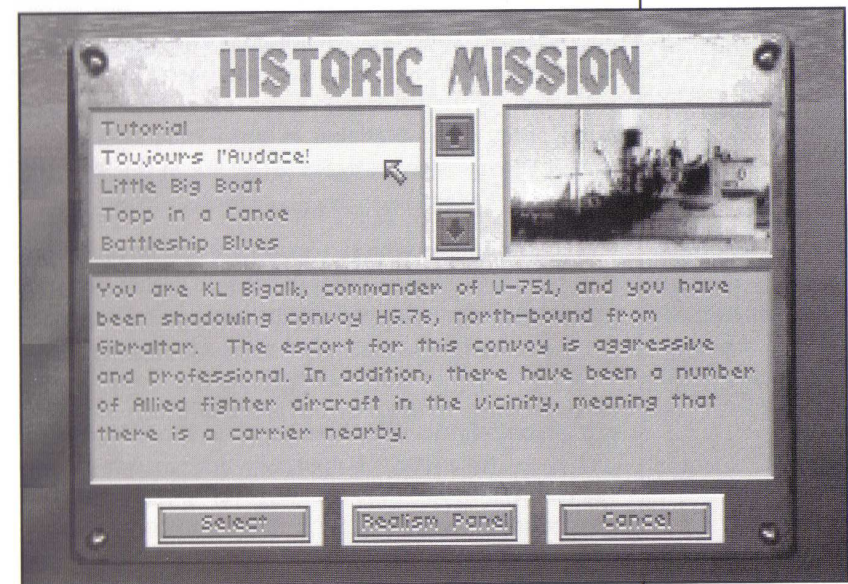 HISTORIC MISSION
Tutorial
Toujours l'Audace!
Little Big Boat
Topp in a Canoe
Battleship Blues
You are KL Bigalk, commander of U-751, and you have
been shadowing convoy HG.76, north-bound from
Gibraltar. The escort for this convoy is aggressive
and professional. In addition, there have been a number
of Allied fighter aircraft in the vicinity, meaning that
there is a carrier nearby.
Select
Realism Panel
Cancel